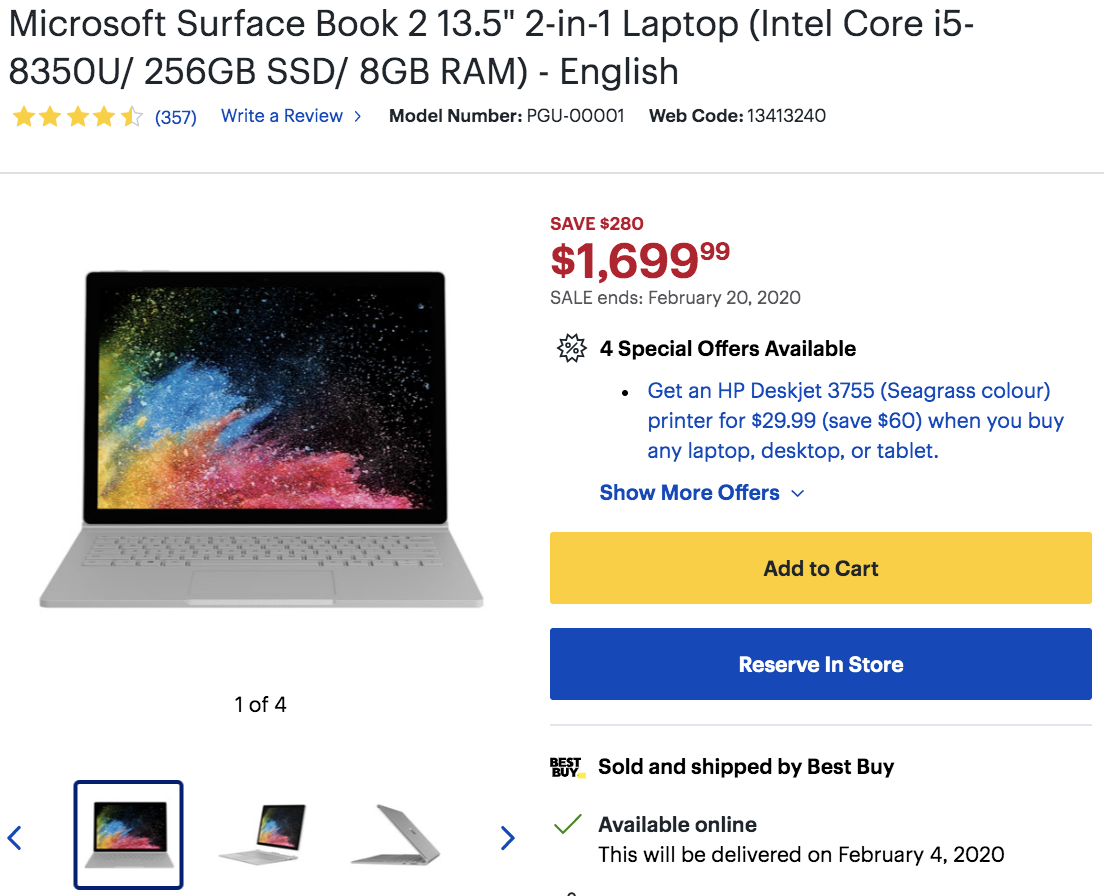 Microsoft Surface Book 2 13.5" 2-in-1 Laptop (Intel Core i5-
8350U/ 256GB SSD/ 8GB RAM) - English
(357) Write a Review Model Number: PGU-00001 Web Code: 13413240
SAVE $280
$1,699 99
SALE ends: February 20, 2020
4 Special Offers Available
• Get an HP Deskjet 3755 (Seagrass colour)
printer for $29.99 (save $60) when you buy
any laptop, desktop, or tablet.
Show More Offers
Add to Cart
Reserve In Store
1 of 4
BEST
BUY
Sold and shipped by Best Buy
Available online
This will be delivered on February 4, 2020